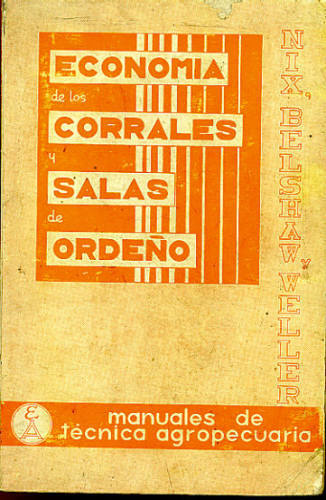 ECONOMIA
de los
CORRALES
y
SALAS
de
ORDEÑO
NIX, BELSHAW y WELLER
EA
manuales de
técnica agropecuaria